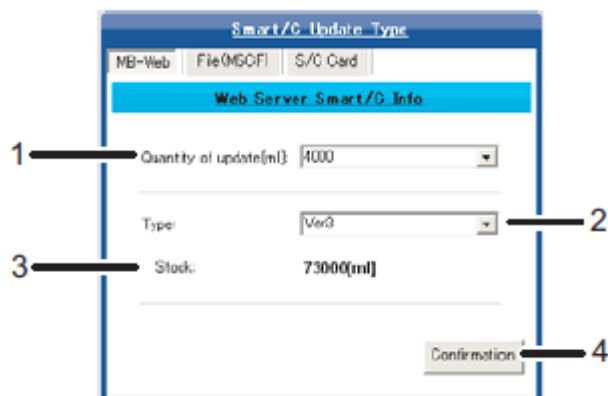 Smart/C Update Type
MB-Web File(MSCF) S/C Card
Web Server Smart/C Info
1 Quantity of update[ml]: 4000
Type: Ver3 2
3 Stock: 73000[ml]
Confirmation 4